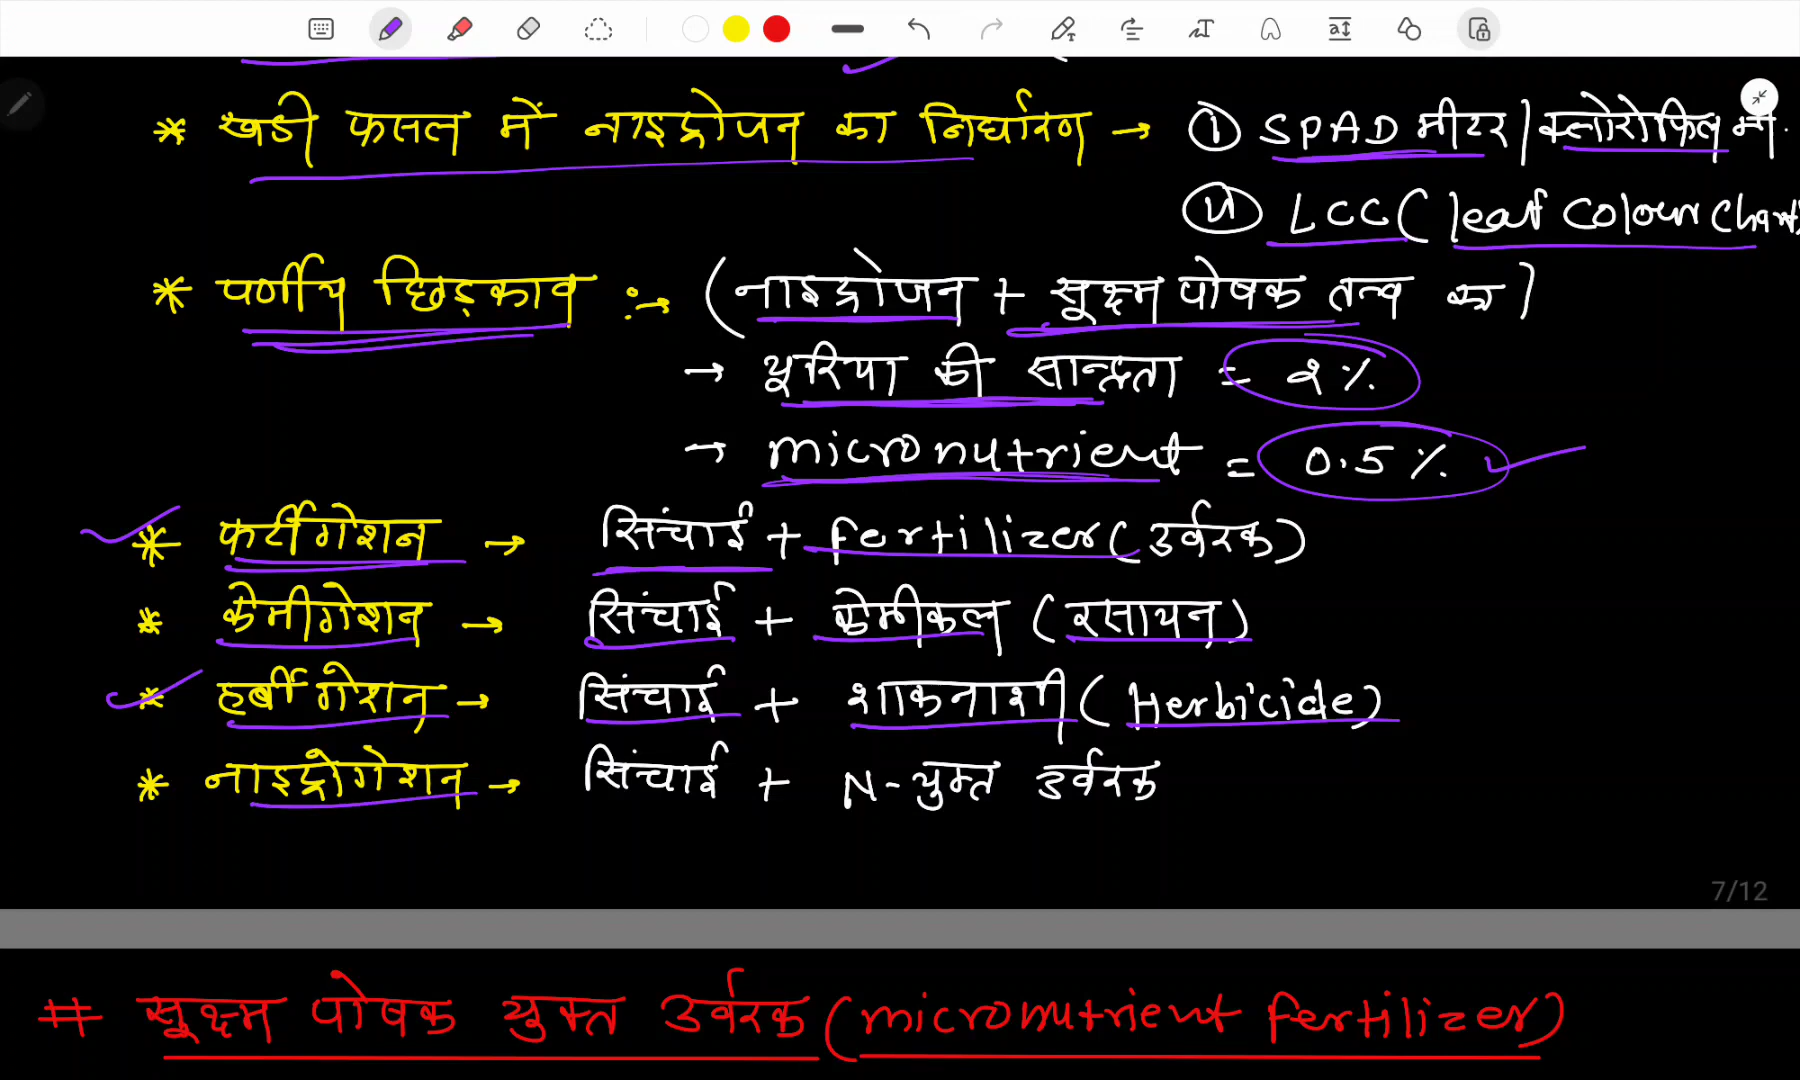 * खडी फसल में नाइट्रोजन का निर्धारण → ① SPAD मीटर | क्लोरोफिल मी.
② LCC (leaf Colour Chart)
* पर्णीय छिड़काव :→ (नाइट्रोजन + सूक्ष्म पोषक तत्व का)
→ यूरिया की सान्द्रता = 2%
→ micronutrient = 0.5%
* फर्टीगेशन → सिंचाई + fertilizer (उर्वरक)
* केमीगेशन → सिंचाई + केमीकल (रसायन)
* हर्बीगेशन → सिंचाई + शाकनाशी (Herbicide)
* नाइट्रोगेशन → सिंचाई + N-युक्त उर्वरक
7/12
# सूक्ष्म पोषक युक्त उर्वरक (micronutrient fertilizer)